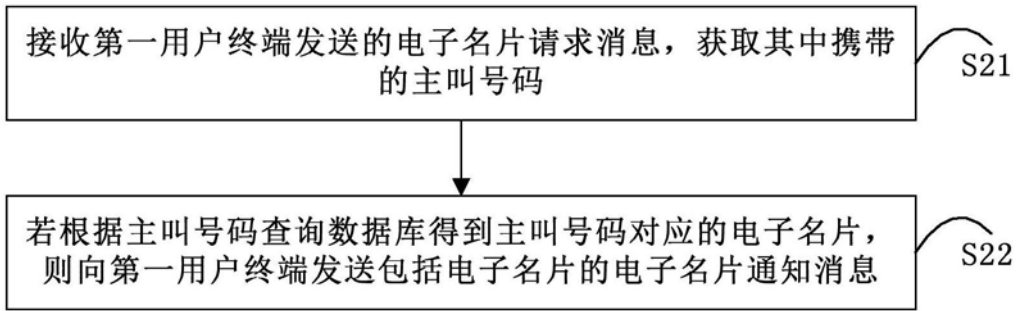 接收第一用户终端发送的电子名片请求消息，获取其中携带
的主叫号码
S21
若根据主叫号码查询数据库得到主叫号码对应的电子名片，
则向第一用户终端发送包括电子名片的电子名片通知消息
S22